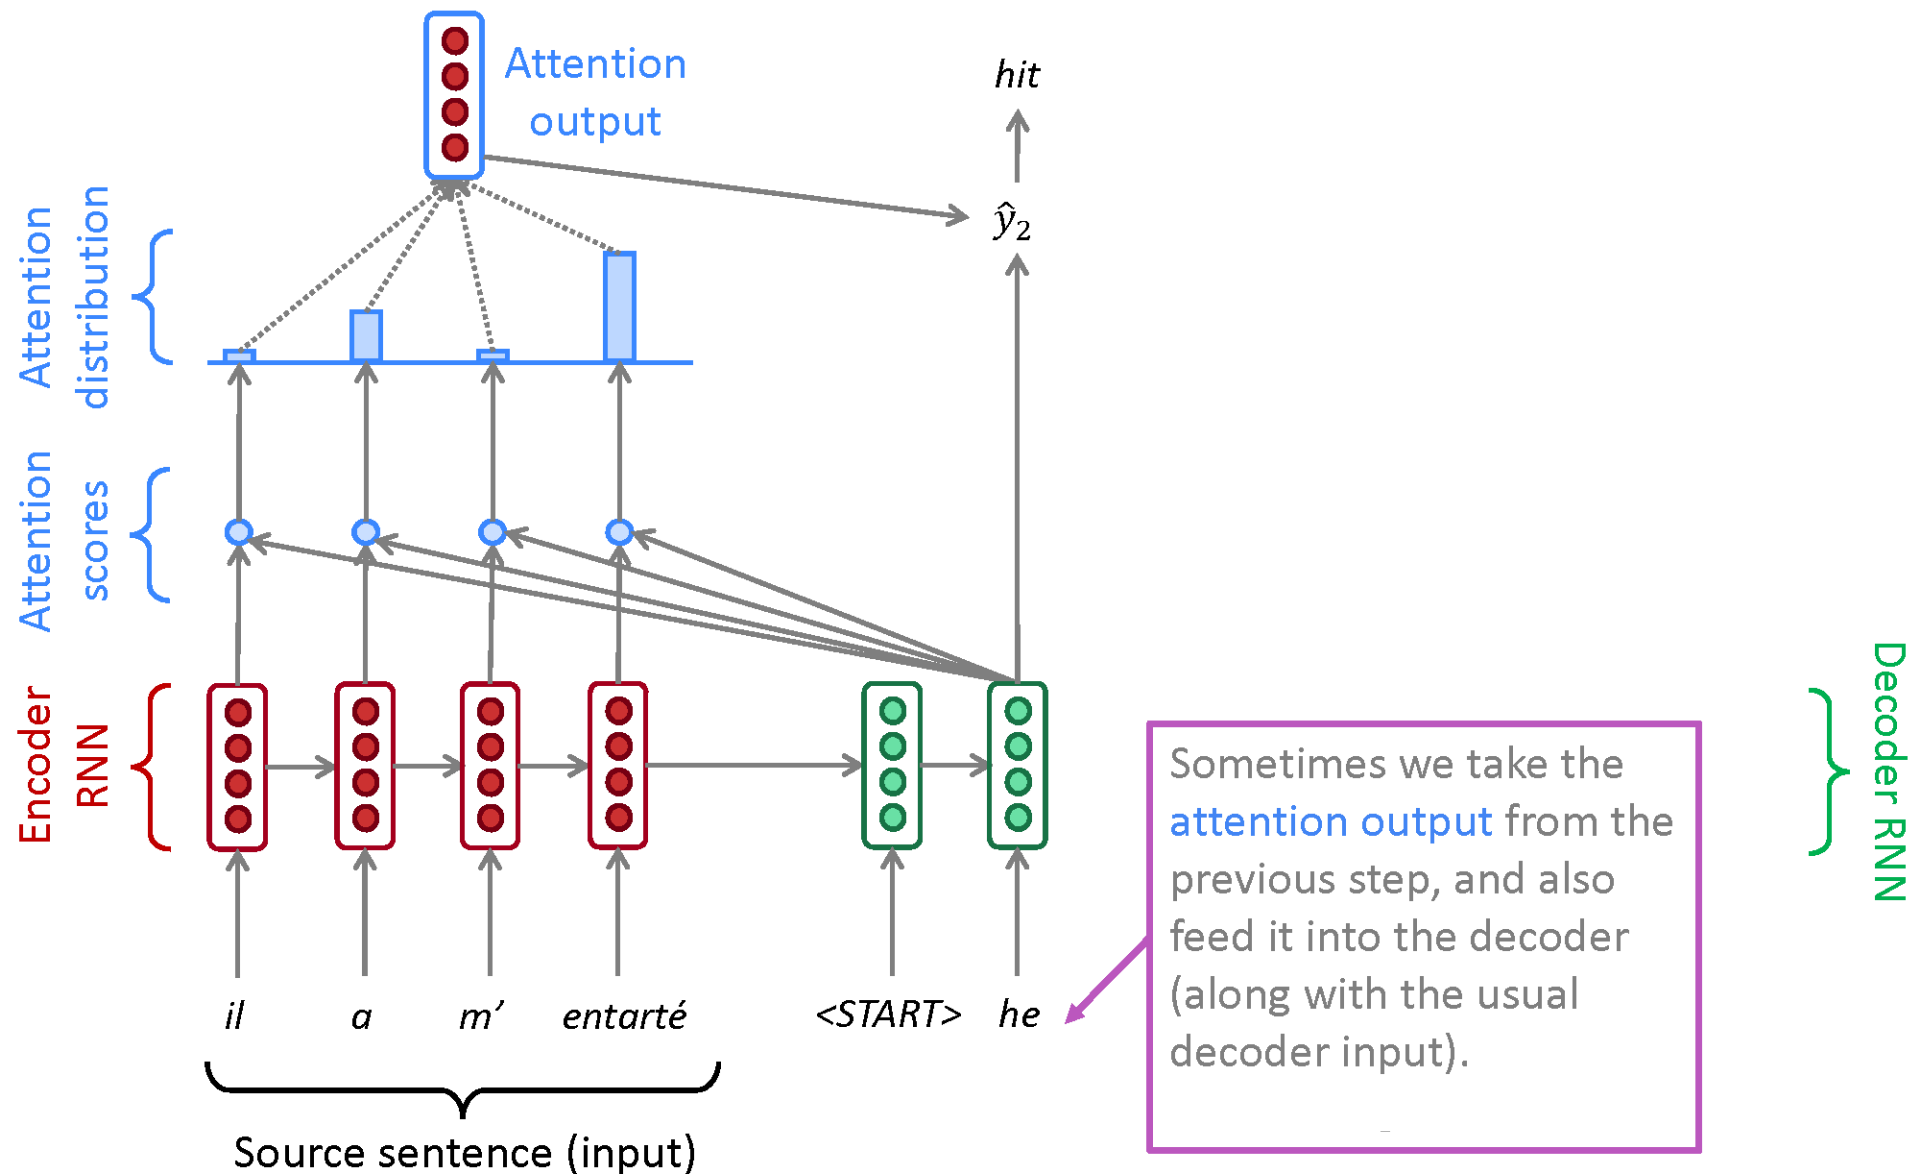 Attention
output
hit
ŷ₂
Attention
distribution
Attention
scores
Encoder
RNN
Decoder RNN
Sometimes we take the
attention output from the
previous step, and also
feed it into the decoder
(along with the usual
decoder input).
il a m’ entarté <START> he
Source sentence (input)